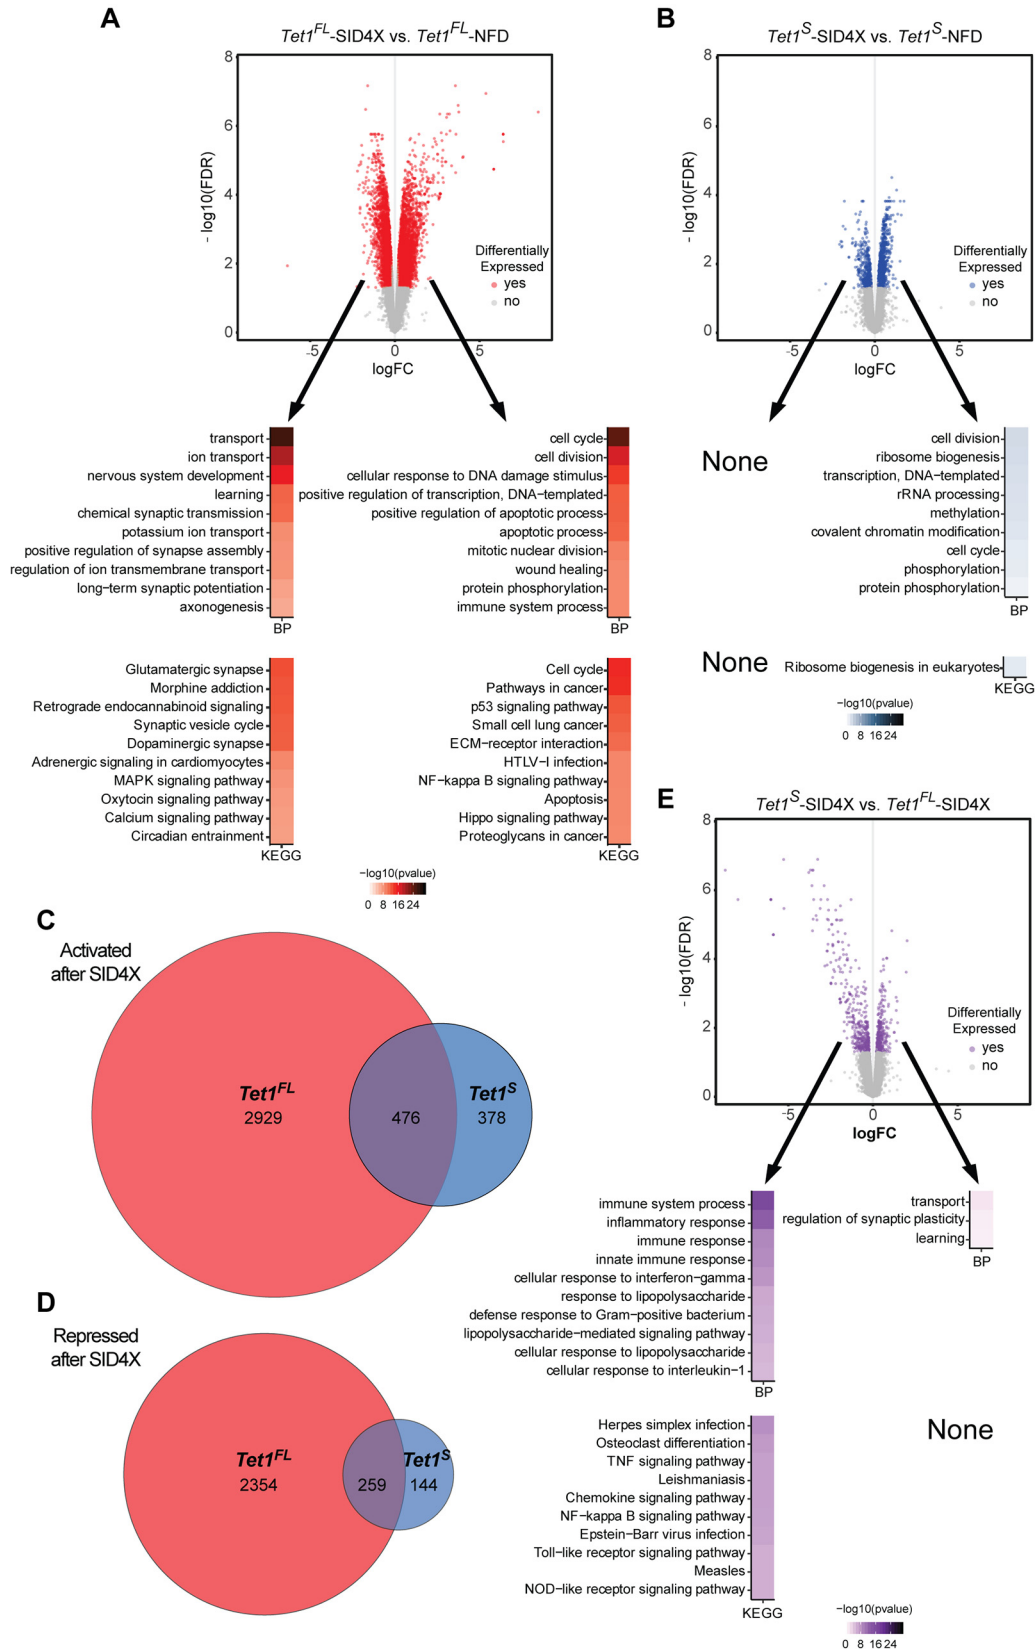 A
Tet1FL-SID4X vs. Tet1FL-NFD
8
6
4
2
0
- log10(FDR)
-5
0
5
logFC
Differentially
Expressed
yes
no
transport
ion transport
nervous system development
learning
chemical synaptic transmission
potassium ion transport
positive regulation of synapse assembly
regulation of ion transmembrane transport
long-term synaptic potentiation
axonogenesis
BP
cell cycle
cell division
cellular response to DNA damage stimulus
positive regulation of transcription, DNA-templated
positive regulation of apoptotic process
apoptotic process
mitotic nuclear division
wound healing
protein phosphorylation
immune system process
BP
Glutamatergic synapse
Morphine addiction
Retrograde endocannabinoid signaling
Synaptic vesicle cycle
Dopaminergic synapse
Adrenergic signaling in cardiomyocytes
MAPK signaling pathway
Oxytocin signaling pathway
Calcium signaling pathway
Circadian entrainment
KEGG
Cell cycle
Pathways in cancer
p53 signaling pathway
Small cell lung cancer
ECM-receptor interaction
HTLV-I infection
NF-kappa B signaling pathway
Apoptosis
Hippo signaling pathway
Proteoglycans in cancer
KEGG
-log10(pvalue)
0 8 16 24
B
Tet1S-SID4X vs. Tet1S-NFD
8
6
4
2
0
- log10(FDR)
-5
0
5
logFC
Differentially
Expressed
yes
no
None
cell division
ribosome biogenesis
transcription, DNA-templated
rRNA processing
methylation
covalent chromatin modification
cell cycle
phosphorylation
protein phosphorylation
BP
None
Ribosome biogenesis in eukaryotes
KEGG
-log10(pvalue)
0 8 16 24
C
Activated
after SID4X
Tet1FL
2929
476
Tet1S
378
D
Repressed
after SID4X
Tet1FL
2354
259
Tet1S
144
E
Tet1S-SID4X vs. Tet1FL-SID4X
8
6
4
2
0
- log10(FDR)
-5
0
5
logFC
Differentially
Expressed
yes
no
immune system process
inflammatory response
immune response
innate immune response
cellular response to interferon-gamma
response to lipopolysaccharide
defense response to Gram-positive bacterium
lipopolysaccharide-mediated signaling pathway
cellular response to lipopolysaccharide
cellular response to interleukin-1
BP
transport
regulation of synaptic plasticity
learning
BP
Herpes simplex infection
Osteoclast differentiation
TNF signaling pathway
Leishmaniasis
Chemokine signaling pathway
NF-kappa B signaling pathway
Epstein-Barr virus infection
Toll-like receptor signaling pathway
Measles
NOD-like receptor signaling pathway
KEGG
None
-log10(pvalue)
0 8 16 24